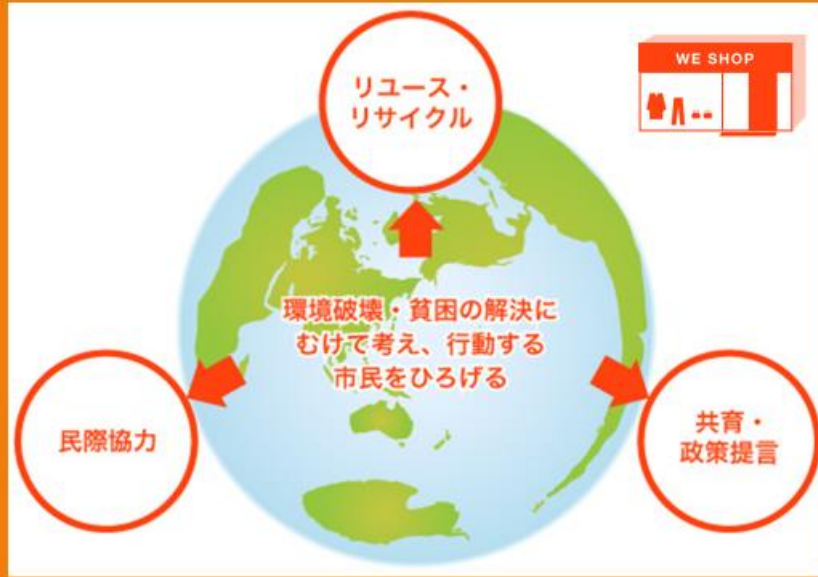 リユース・
リサイクル
WE SHOP
環境破壊・貧困の解決に
むけて考え、行動する
市民をひろげる
民際協力
共育・
政策提言